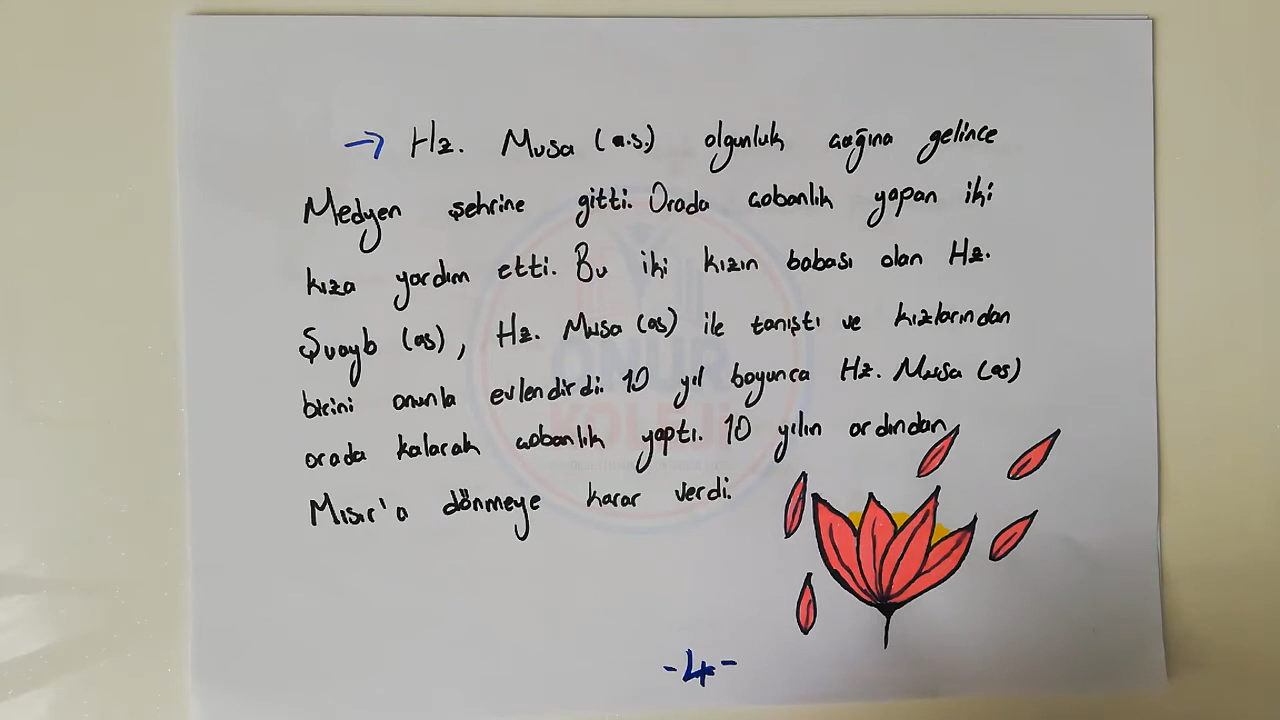 → Hz. Musa (a.s.) olgunluk çağına gelince
Medyen şehrine gitti. Orada çobanlık yapan iki
kıza yardım etti. Bu iki kızın babası olan Hz.
Şuayb (as), Hz. Musa (as) ile tanıştı ve kızlarından
birini onunla evlendirdi. 10 yıl boyunca Hz. Musa (as)
orada kalarak çobanlık yaptı. 10 yılın ardından
Mısır'a dönmeye karar verdi.
ONUR
KOLEJİ
-4-